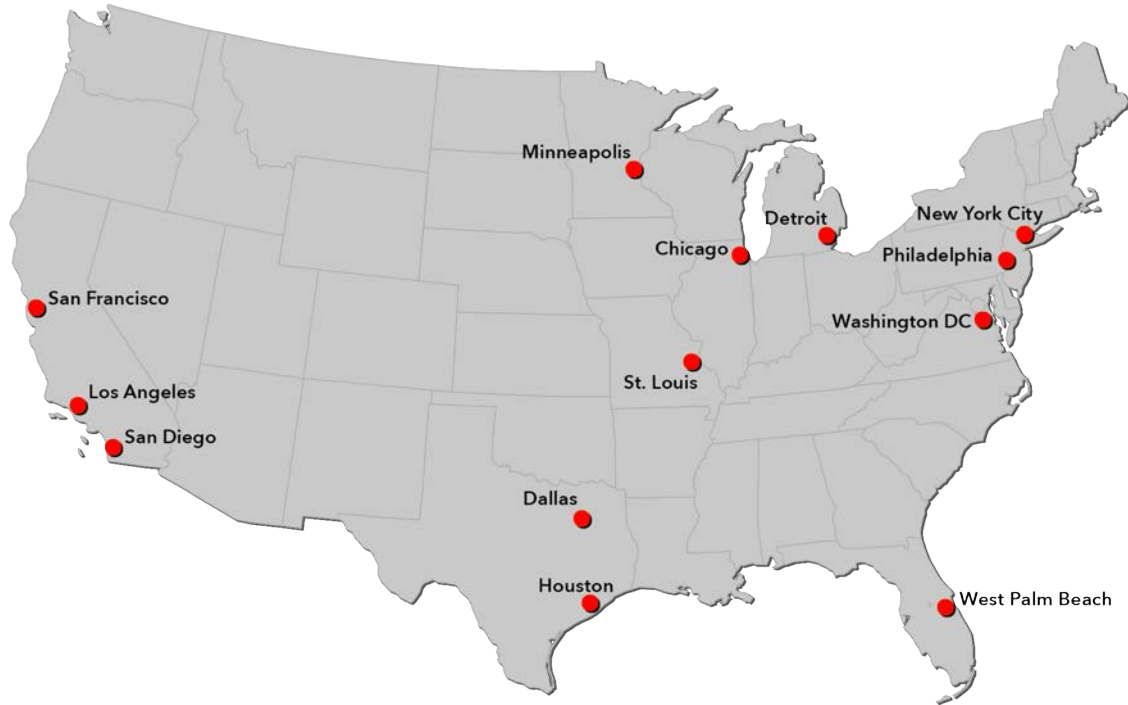 Minneapolis
New York City
Detroit
Chicago
Philadelphia
San Francisco
Washington DC
St. Louis
Los Angeles
San Diego
Dallas
Houston
West Palm Beach